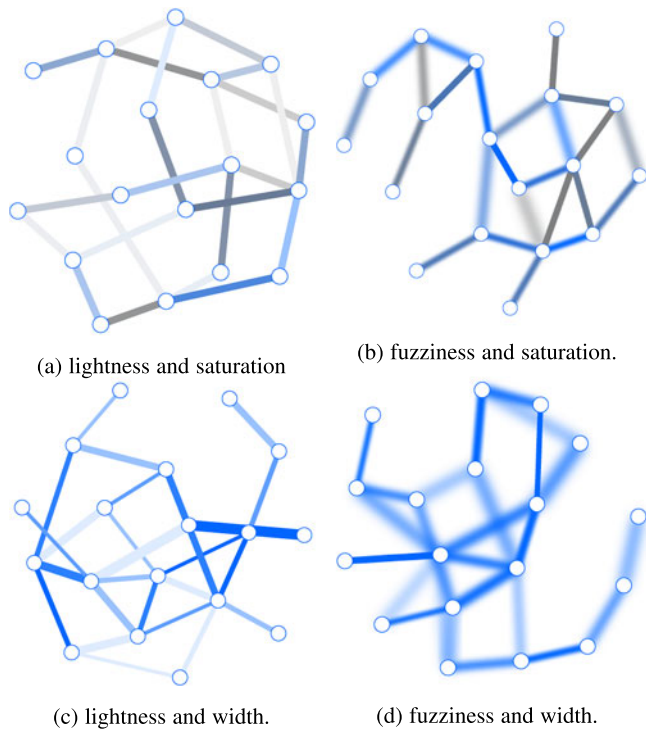 (a) lightness and saturation
(b) fuzziness and saturation.
(c) lightness and width.
(d) fuzziness and width.